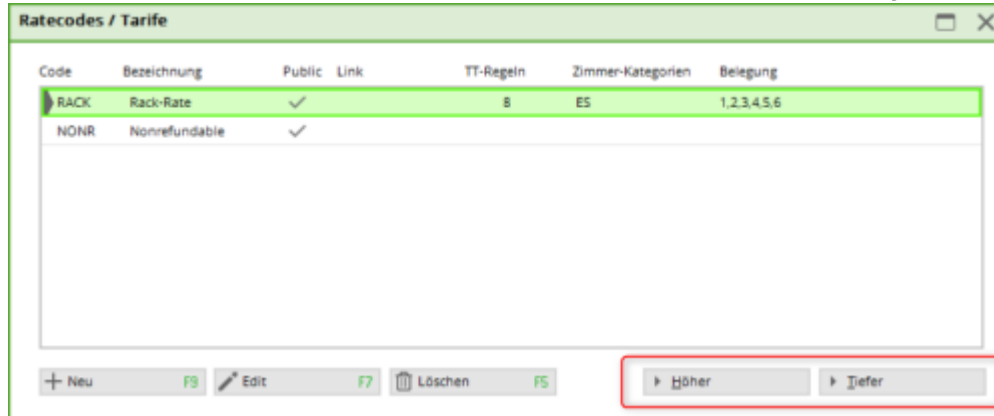 Ratecodes / Tarife
Code Bezeichnung Public Link TT-Regeln Zimmer-Kategorien Belegung
RACK Rack-Rate 8 ES 1,2,3,4,5,6
NONR Nonrefundable
Neu F9 Edit F7 Löschen F5 Höher Tiefer